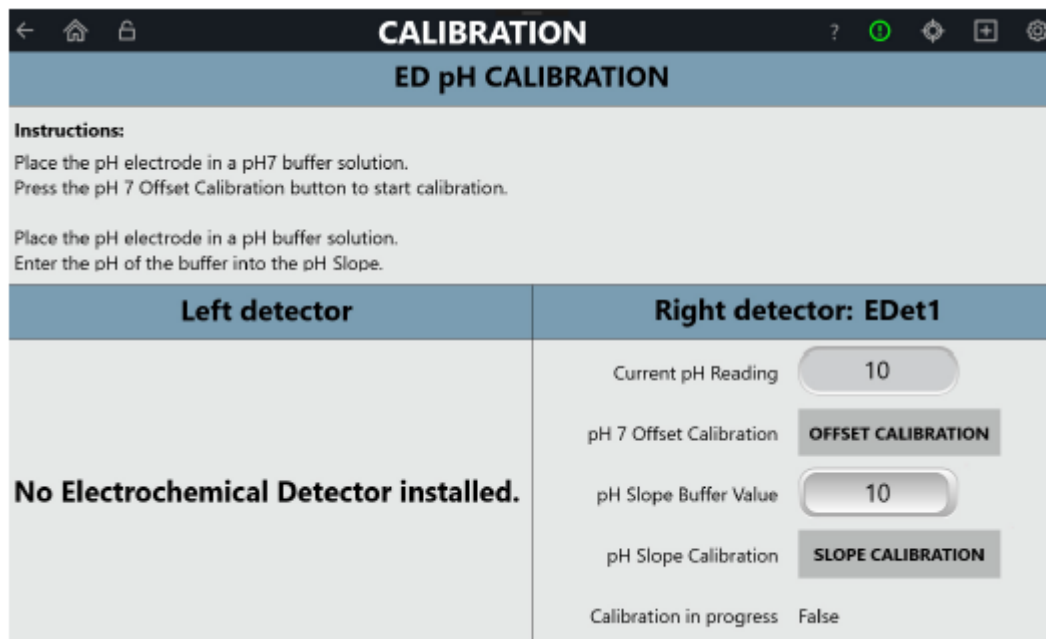 CALIBRATION
?
ED pH CALIBRATION
Instructions:
Place the pH electrode in a pH7 buffer solution.
Press the pH 7 Offset Calibration button to start calibration.
Place the pH electrode in a pH buffer solution.
Enter the pH of the buffer into the pH Slope.
Left detector
No Electrochemical Detector installed.
Right detector: EDet1
Current pH Reading 10
pH 7 Offset Calibration OFFSET CALIBRATION
pH Slope Buffer Value 10
pH Slope Calibration SLOPE CALIBRATION
Calibration in progress False